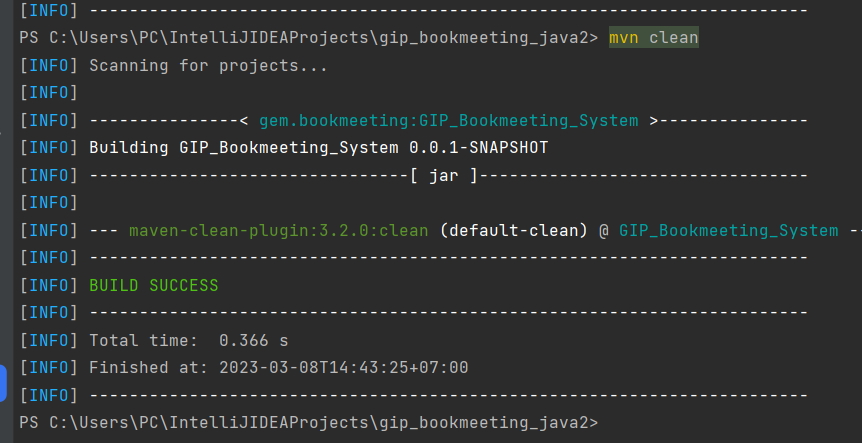 [INFO] ------------------------------------------------------------------------
PS C:\Users\PC\IntelliJIDEAProjects\gip_bookmeeting_java2> mvn clean
[INFO] Scanning for projects...
[INFO]
[INFO] ---------------< gem.bookmeeting:GIP_Bookmeeting_System >---------------
[INFO] Building GIP_Bookmeeting_System 0.0.1-SNAPSHOT
[INFO] --------------------------------[ jar ]---------------------------------
[INFO]
[INFO] --- maven-clean-plugin:3.2.0:clean (default-clean) @ GIP_Bookmeeting_System --
[INFO] ------------------------------------------------------------------------
[INFO] BUILD SUCCESS
[INFO] ------------------------------------------------------------------------
[INFO] Total time:  0.366 s
[INFO] Finished at: 2023-03-08T14:43:25+07:00
[INFO] ------------------------------------------------------------------------
PS C:\Users\PC\IntelliJIDEAProjects\gip_bookmeeting_java2>